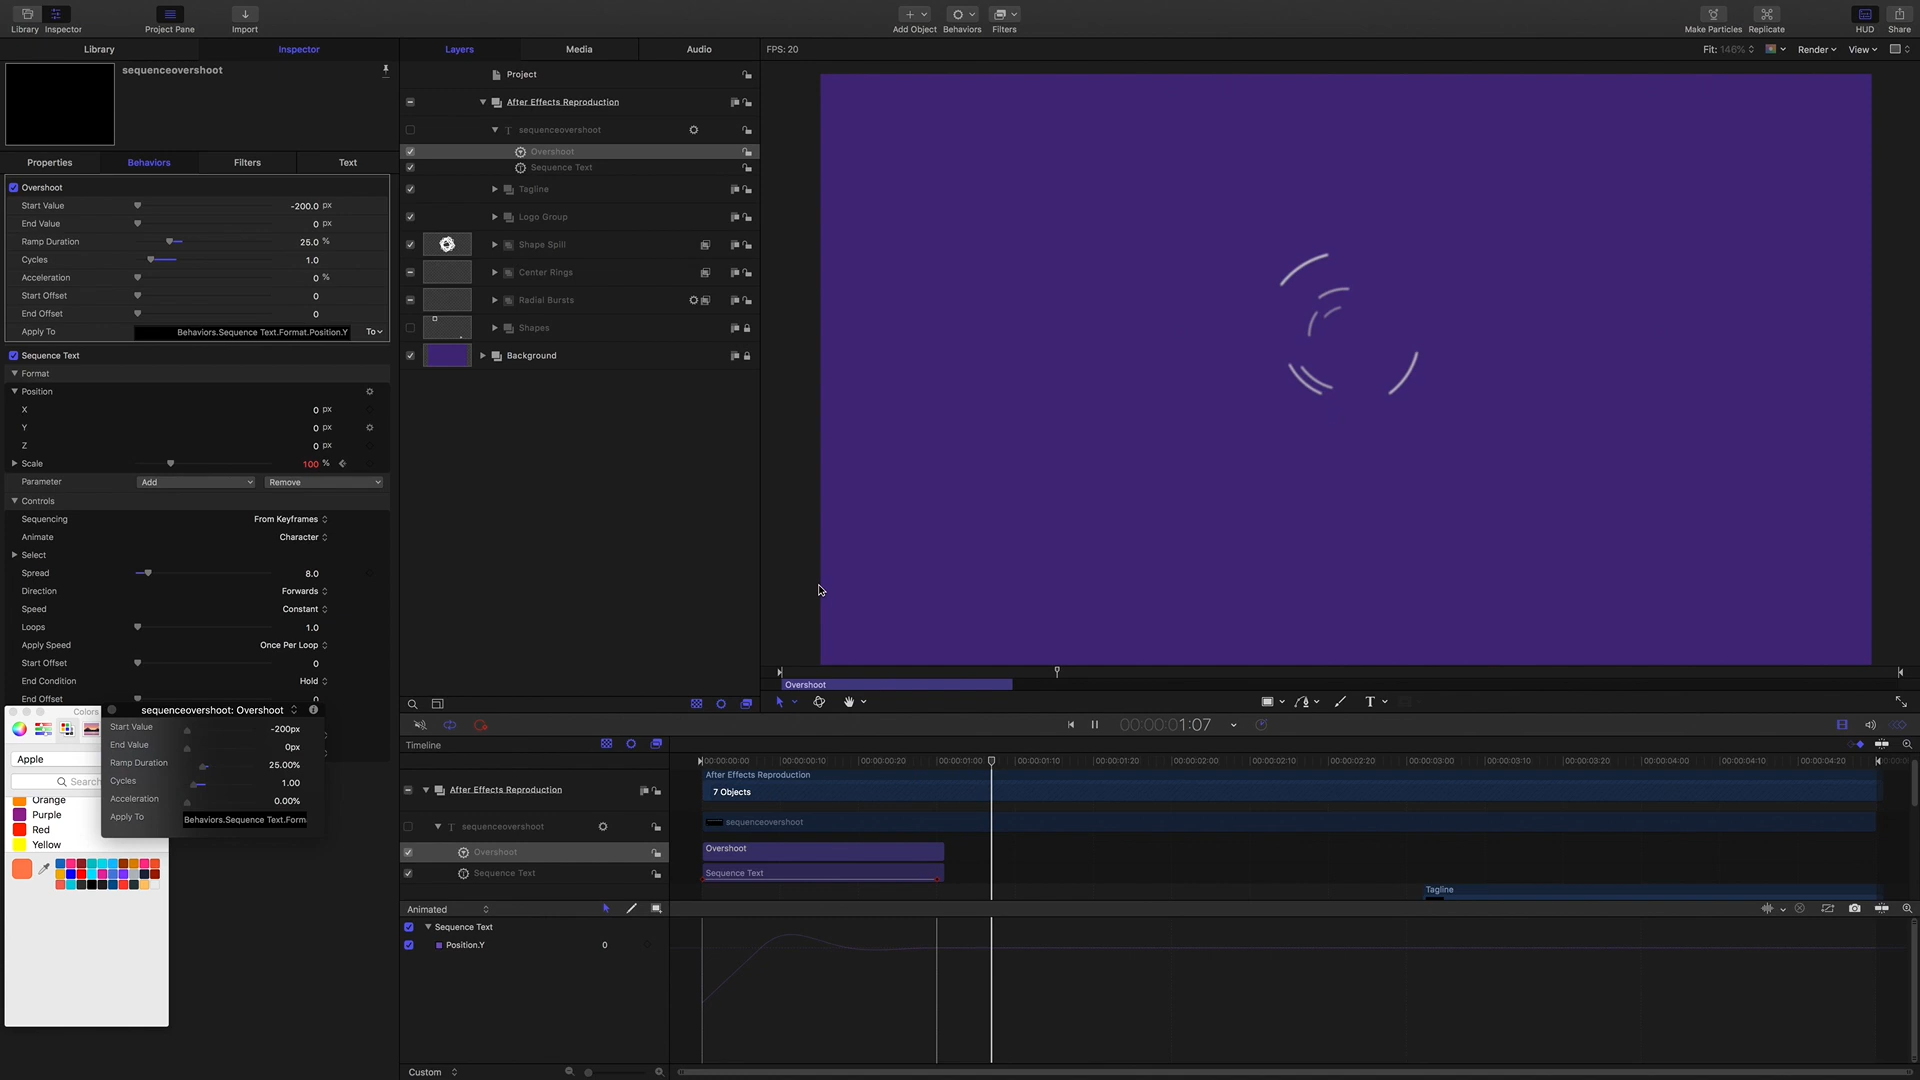 Library
Inspector
Project Pane
Import
Add Object
Behaviors
Filters
Make Particles
Replicate
HUD
Share
Library
Inspector
Layers
Media
Audio
FPS: 20
Fit: 146%
Render
View
sequenceovershoot
Properties
Behaviors
Filters
Text
Overshoot
Start Value -200.0 px
End Value 0 px
Ramp Duration 25.0 %
Cycles 1.0
Acceleration 0 %
Start Offset 0
End Offset 0
Apply To Behaviors.Sequence Text.Format.Position.Y To
Sequence Text
Format
Position
X 0 px
Y 0 px
Z 0 px
Scale 100 %
Parameter Add Remove
Controls
Sequencing From Keyframes
Animate Character
Select
Spread 8.0
Direction Forwards
Speed Constant
Loops 1.0
Apply Speed Once Per Loop
Start Offset 0
End Condition Hold
End Offset 0
Colors
Apple
Search
Orange
Purple
Red
Yellow
sequenceovershoot: Overshoot
Start Value -200px
End Value 0px
Ramp Duration 25.00%
Cycles 1.00
Acceleration 0.00%
Apply To Behaviors.Sequence Text.Form
Project
After Effects Reproduction
T sequenceovershoot
Overshoot
Sequence Text
Tagline
Logo Group
Shape Spill
Center Rings
Radial Bursts
Shapes
Background
Overshoot
T
00:00:00:01:07
Timeline
00:00:00:00 00:00:00:10 00:00:00:20 00:00:01:00 00:00:01:10 00:00:01:20 00:00:02:00 00:00:02:10 00:00:02:20 00:00:03:00 00:00:03:10 00:00:03:20 00:00:04:00 00:00:04:10 00:00:04:20
After Effects Reproduction
After Effects Reproduction
7 Objects
T sequenceovershoot
sequenceovershoot
Overshoot
Overshoot
Sequence Text
Sequence Text
Tagline
Animated
Sequence Text
Position.Y 0
Custom